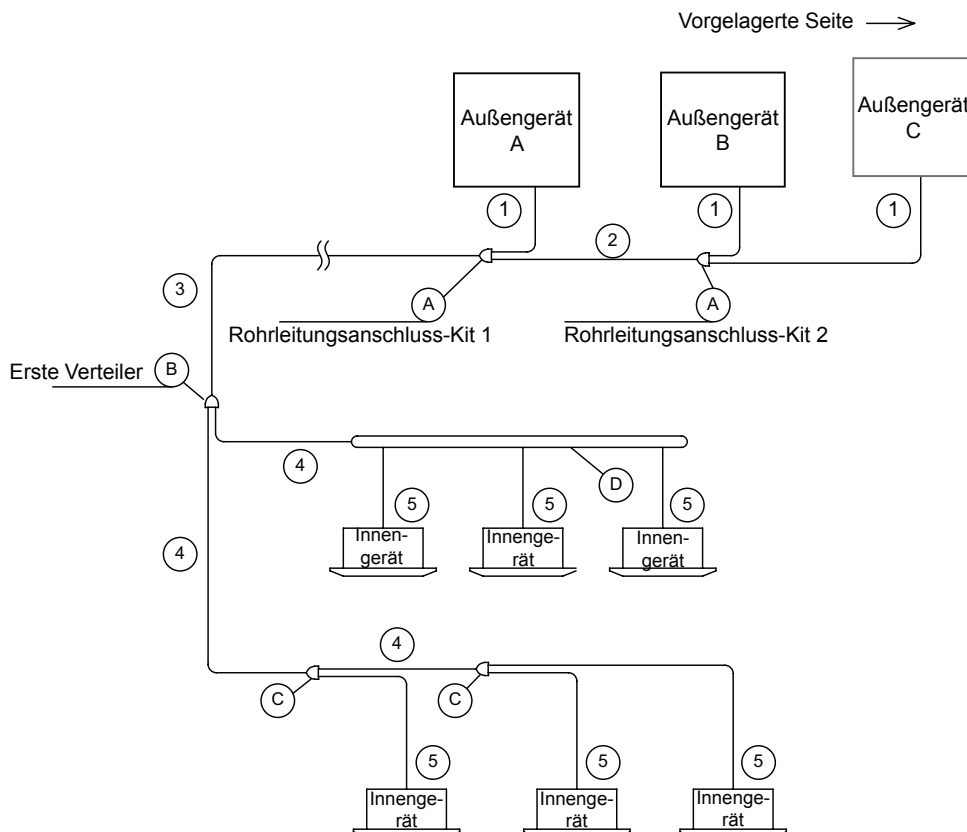 Vorgelagerte Seite
Außengerät
A
Außengerät
B
Außengerät
C
1
1
1
2
3
A
Rohrleitungsanschluss-Kit 1
A
Rohrleitungsanschluss-Kit 2
Erste Verteiler
B
4
D
5
5
5
Innen-
gerät
Innenge-
rät
Innen-
gerät
4
4
C
C
5
5
5
Innenge-
rät
Innenge-
rät
Innenge-
rät